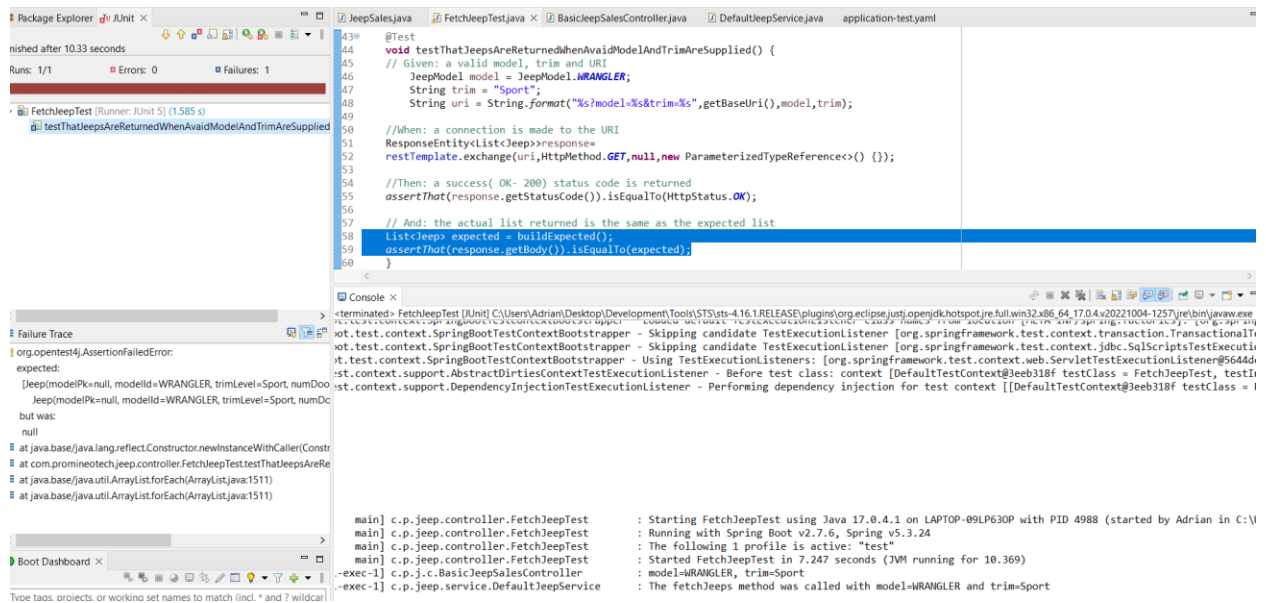 Package Explorer JUnit ×
nished after 10.33 seconds
Runs: 1/1 Errors: 0 Failures: 1
FetchJeepTest [Runner: JUnit 5] (1.585 s)
testThatJeepsAreReturnedWhenAvaidModelAndTrimAreSupplied
Failure Trace
org.opentest4j.AssertionFailedError:
expected:
[Jeep(modelPk=null, modelId=WRANGLER, trimLevel=Sport, numDoo
Jeep(modelPk=null, modelId=WRANGLER, trimLevel=Sport, numDc
but was:
null
at java.base/java.lang.reflect.Constructor.newInstanceWithCaller(Constr
at com.promineotech.jeep.controller.FetchJeepTest.testThatJeepsAreRe
at java.base/java.util.ArrayList.forEach(ArrayList.java:1511)
at java.base/java.util.ArrayList.forEach(ArrayList.java:1511)
Boot Dashboard ×
Type tags, projects, or working set names to match (incl. * and ? wildcar
JeepSales.java FetchJeepTest.java × BasicJeepSalesController.java DefaultJeepService.java application-test.yaml
43 @Test
44 void testThatJeepsAreReturnedWhenAvaidModelAndTrimAreSupplied() {
45 // Given: a valid model, trim and URI
46 JeepModel model = JeepModel.WRANGLER;
47 String trim = "Sport";
48 String uri = String.format("%s?model=%s&trim=%s",getBaseUri(),model,trim);
49
50 //When: a connection is made to the URI
51 ResponseEntity<List<Jeep>>response=
52 restTemplate.exchange(uri,HttpMethod.GET,null,new ParameterizedTypeReference<>() {});
53
54 //Then: a success( OK- 200) status code is returned
55 assertThat(response.getStatusCode()).isEqualTo(HttpStatus.OK);
56
57 // And: the actual list returned is the same as the expected list
58 List<Jeep> expected = buildExpected();
59 assertThat(response.getBody()).isEqualTo(expected);
60 }
Console ×
<terminated> FetchJeepTest [JUnit] C:\Users\Adrian\Desktop\Development\Tools\STS\sts-4.16.1.RELEASE\plugins\org.eclipse.justj.openjdk.hotspot.jre.full.win32.x86_64_17.0.4.v20221004-1257\jre\bin\javaw.exe
ot.test.context.SpringBootTestContextBootstrapper - Skipping candidate TestExecutionListener [org.springframework.test.context.transaction.TransactionalTe
ot.test.context.SpringBootTestContextBootstrapper - Skipping candidate TestExecutionListener [org.springframework.test.context.jdbc.SqlScriptsTestExecutio
ot.test.context.SpringBootTestContextBootstrapper - Using TestExecutionListeners: [org.springframework.test.context.web.ServletTestExecutionListener@5644d
est.context.support.AbstractDirtiesContextTestExecutionListener - Before test class: context [DefaultTestContext@3eeb318f testClass = FetchJeepTest, testI
est.context.support.DependencyInjectionTestExecutionListener - Performing dependency injection for test context [[DefaultTestContext@3eeb318f testClass =
main] c.p.jeep.controller.FetchJeepTest : Starting FetchJeepTest using Java 17.0.4.1 on LAPTOP-09LP63OP with PID 4988 (started by Adrian in C:\
main] c.p.jeep.controller.FetchJeepTest : Running with Spring Boot v2.7.6, Spring v5.3.24
main] c.p.jeep.controller.FetchJeepTest : The following 1 profile is active: "test"
main] c.p.jeep.controller.FetchJeepTest : Started FetchJeepTest in 7.247 seconds (JVM running for 10.369)
-exec-1] c.p.j.c.BasicJeepSalesController : model=WRANGLER, trim=Sport
-exec-1] c.p.jeep.service.DefaultJeepService : The fetchJeeps method was called with model=WRANGLER and trim=Sport